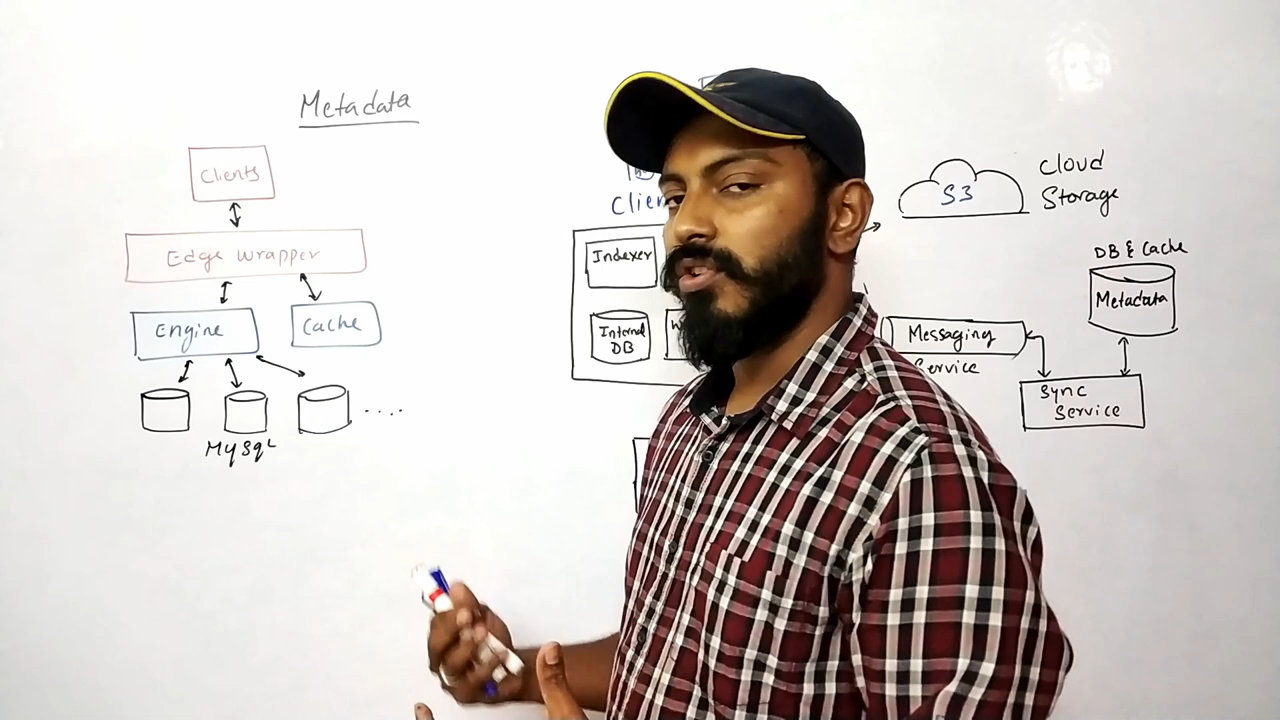 Metadata
Clients
Edge Wrapper
Engine
Cache
MySql
....
Indexer
Internal
DB
S3
Cloud
Storage
DB & Cache
Metadata
Messaging
Service
Sync
Service